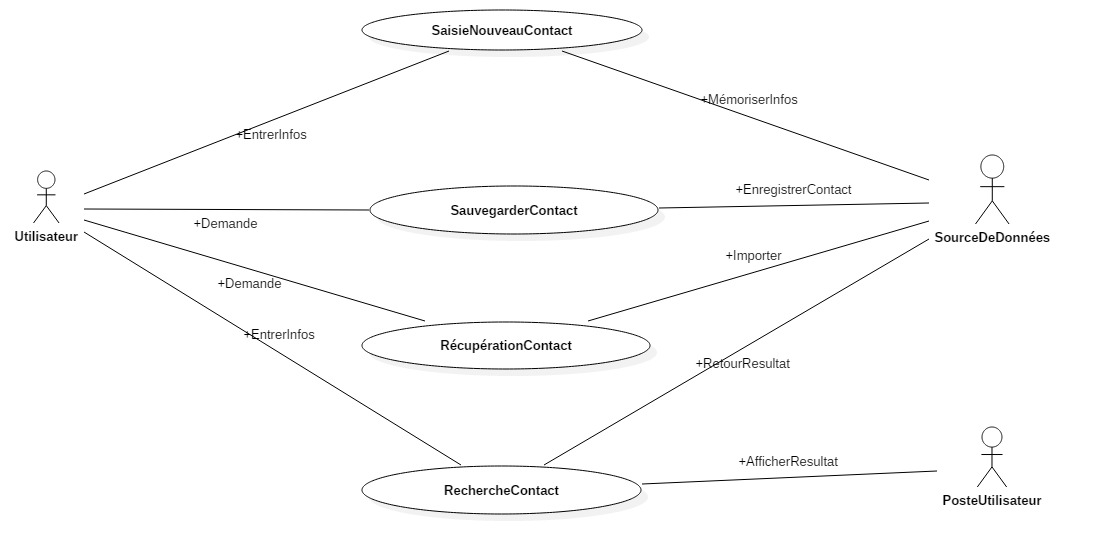 SaisieNouveauContact
+MémoriserInfos
+EntrerInfos
+EnregistrerContact
SauvegarderContact
+Demande
Utilisateur
SourceDeDonnées
+Importer
+Demande
+EntrerInfos
RécupérationContact
+RetourResultat
+AfficherResultat
RechercheContact
PosteUtilisateur